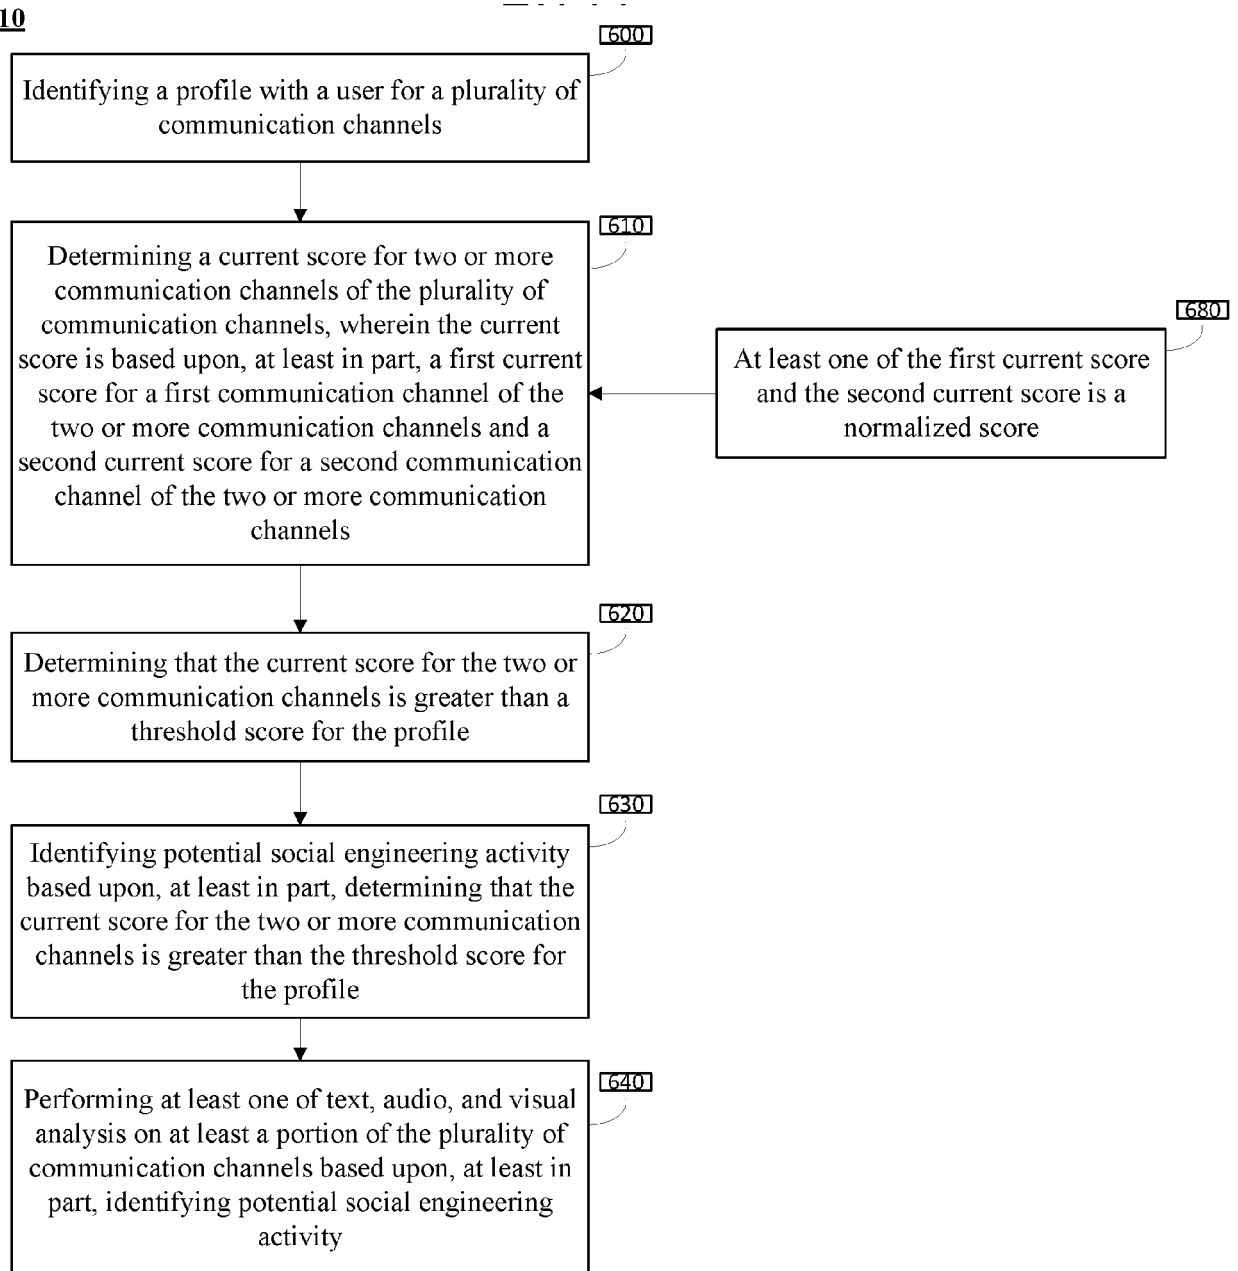 10
600
Identifying a profile with a user for a plurality of
communication channels
610
Determining a current score for two or more
communication channels of the plurality of
communication channels, wherein the current
score is based upon, at least in part, a first current
score for a first communication channel of the
two or more communication channels and a
second current score for a second communication
channel of the two or more communication
channels
680
At least one of the first current score
and the second current score is a
normalized score
620
Determining that the current score for the two or
more communication channels is greater than a
threshold score for the profile
630
Identifying potential social engineering activity
based upon, at least in part, determining that the
current score for the two or more communication
channels is greater than the threshold score for
the profile
640
Performing at least one of text, audio, and visual
analysis on at least a portion of the plurality of
communication channels based upon, at least in
part, identifying potential social engineering
activity